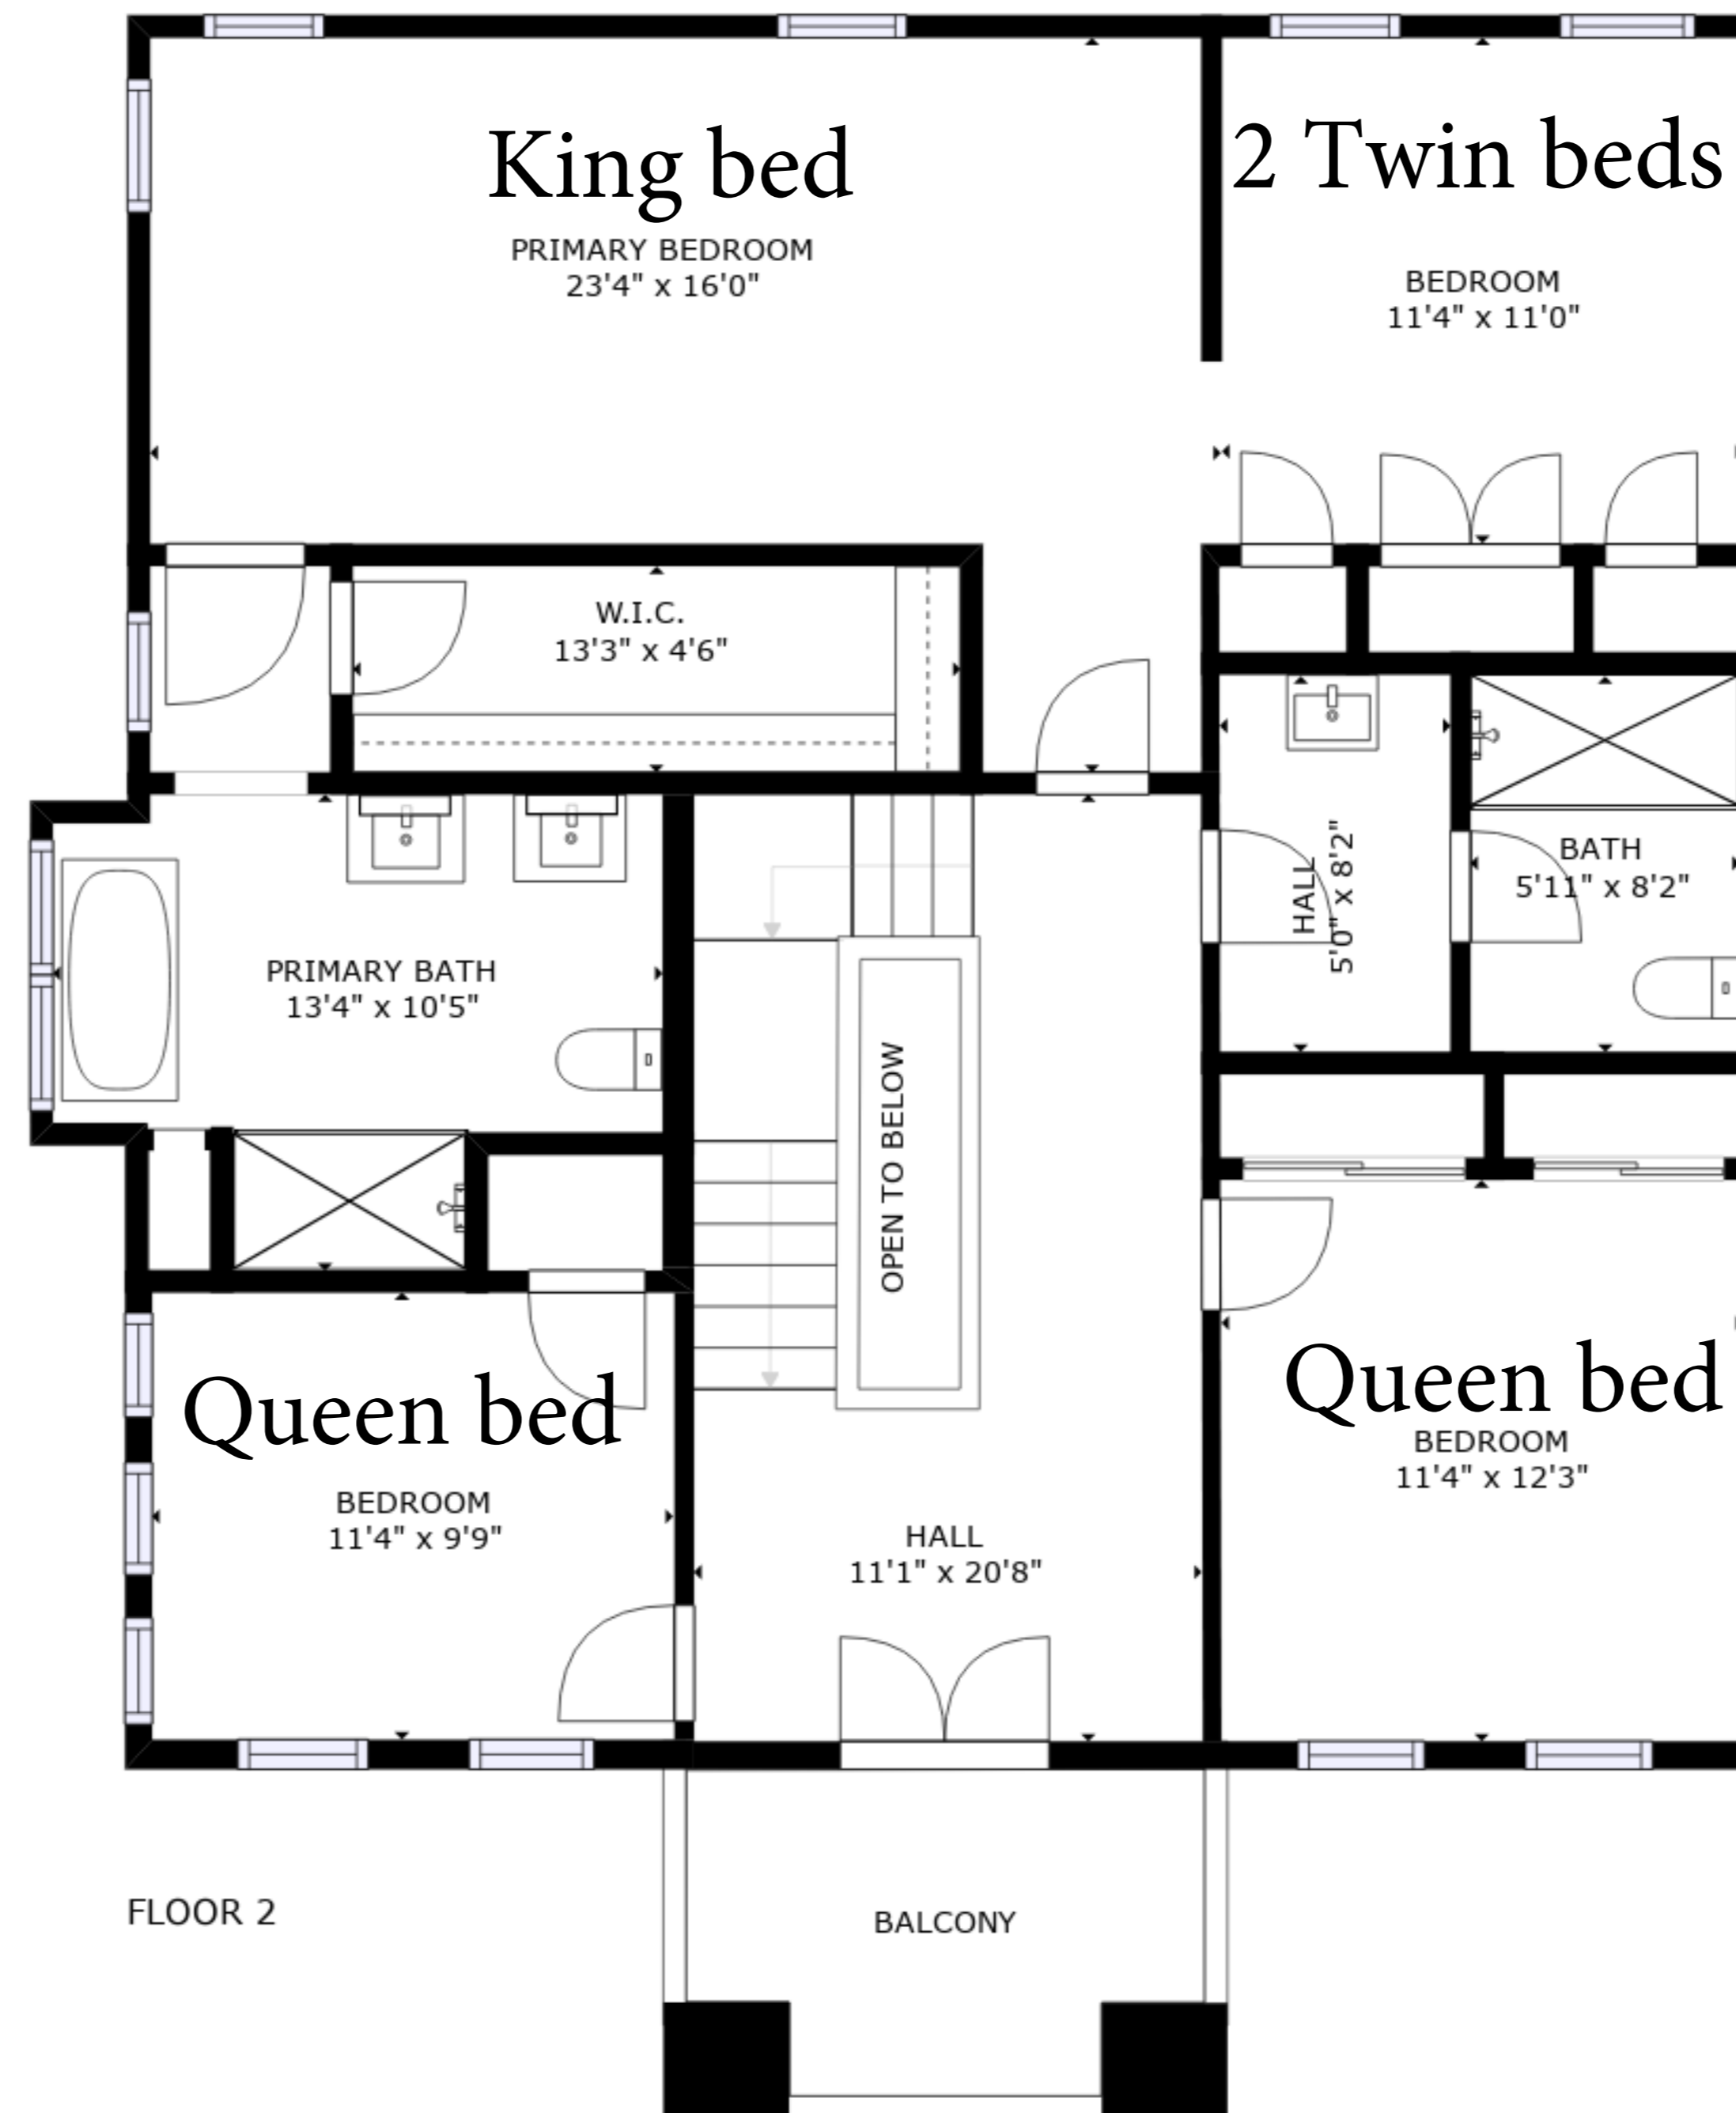 King bed
PRIMARY BEDROOM
23'4" x 16'0"
2 Twin beds
BEDROOM
11'4" x 11'0"
W.I.C.
13'3" x 4'6"
HALL
5'0" x 8'2"
BATH
5'11" x 8'2"
PRIMARY BATH
13'4" x 10'5"
OPEN TO BELOW
Queen bed
BEDROOM
11'4" x 9'9"
Queen bed
BEDROOM
11'4" x 12'3"
HALL
11'1" x 20'8"
FLOOR 2
BALCONY